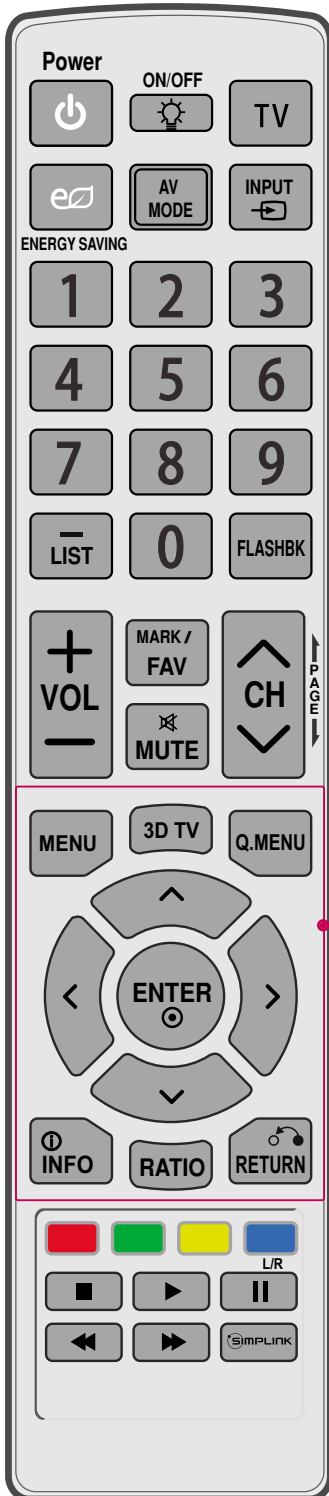 Power
ON/OFF
TV
e
AV
MODE
INPUT
ENERGY SAVING
1 2 3
4 5 6
7 8 9
LIST 0 FLASHBK
VOL
MARK /
FAV
CH
PAGE
MUTE
MENU 3D TV Q.MENU
ENTER
INFO RATIO RETURN
L/R
SIMPLINK